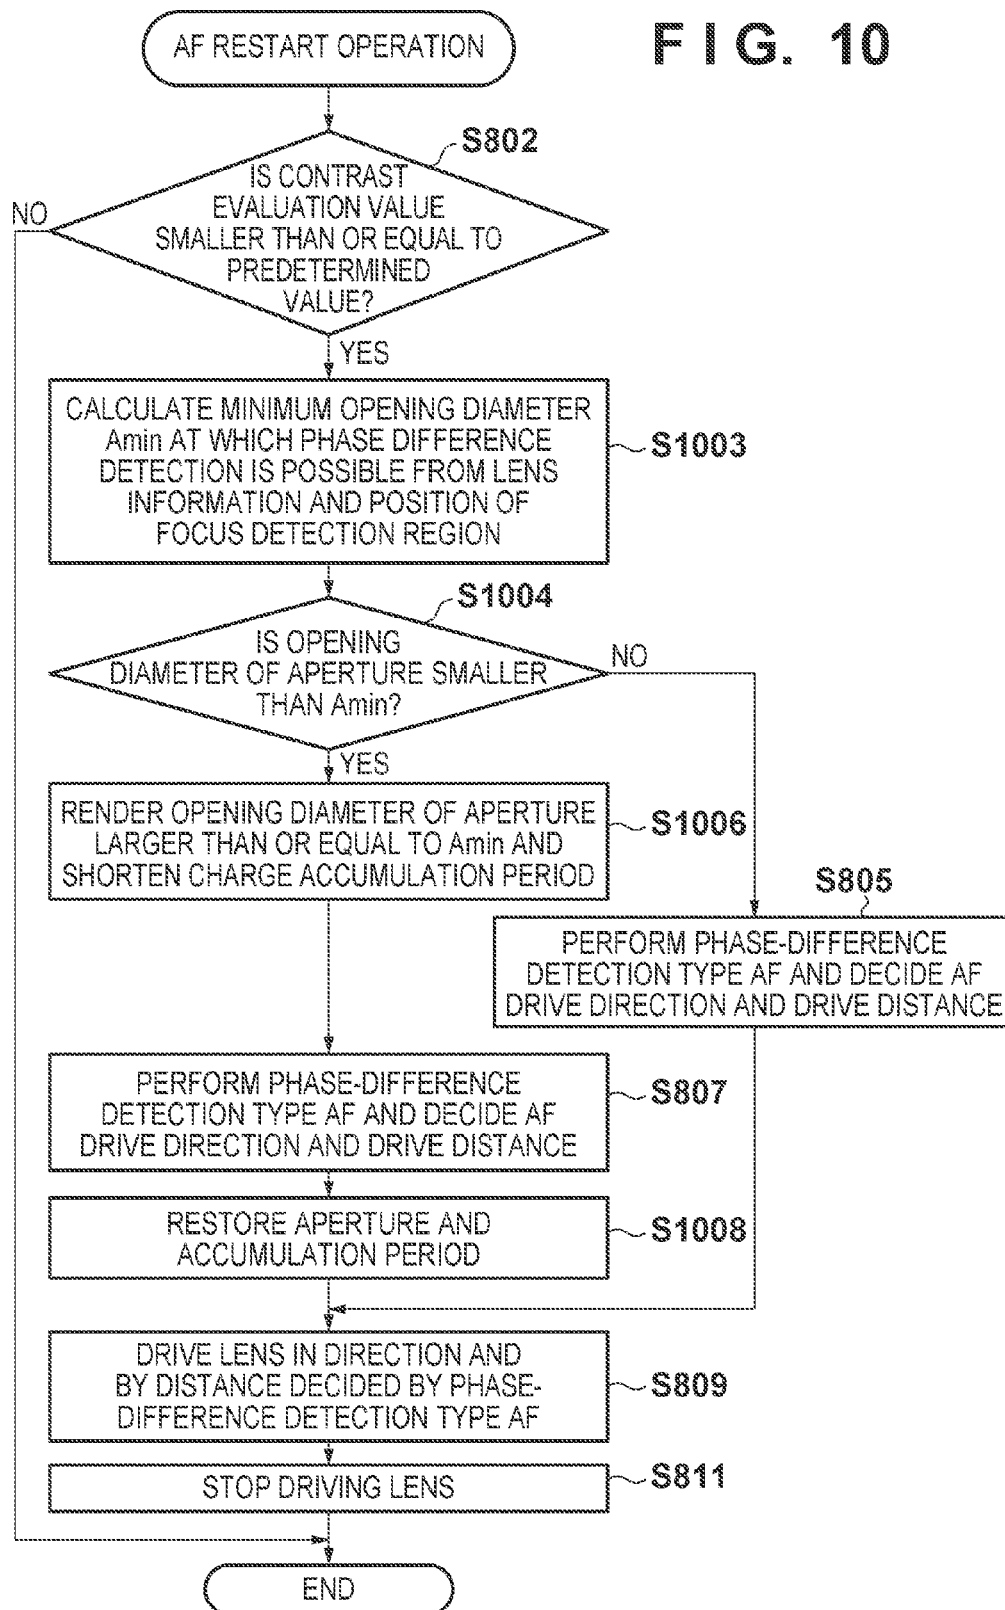 AF RESTART OPERATION
FIG. 10
S802
IS CONTRAST
EVALUATION VALUE
SMALLER THAN OR EQUAL TO
PREDETERMINED
VALUE?
NO
YES
CALCULATE MINIMUM OPENING DIAMETER
Amin AT WHICH PHASE DIFFERENCE
DETECTION IS POSSIBLE FROM LENS
INFORMATION AND POSITION OF
FOCUS DETECTION REGION
S1003
S1004
IS OPENING
DIAMETER OF APERTURE SMALLER
THAN Amin?
NO
YES
RENDER OPENING DIAMETER OF APERTURE
LARGER THAN OR EQUAL TO Amin AND
SHORTEN CHARGE ACCUMULATION PERIOD
S1006
S805
PERFORM PHASE-DIFFERENCE
DETECTION TYPE AF AND DECIDE AF
DRIVE DIRECTION AND DRIVE DISTANCE
PERFORM PHASE-DIFFERENCE
DETECTION TYPE AF AND DECIDE AF
DRIVE DIRECTION AND DRIVE DISTANCE
S807
RESTORE APERTURE AND
ACCUMULATION PERIOD
S1008
DRIVE LENS IN DIRECTION AND
BY DISTANCE DECIDED BY PHASE-
DIFFERENCE DETECTION TYPE AF
S809
STOP DRIVING LENS
S811
END